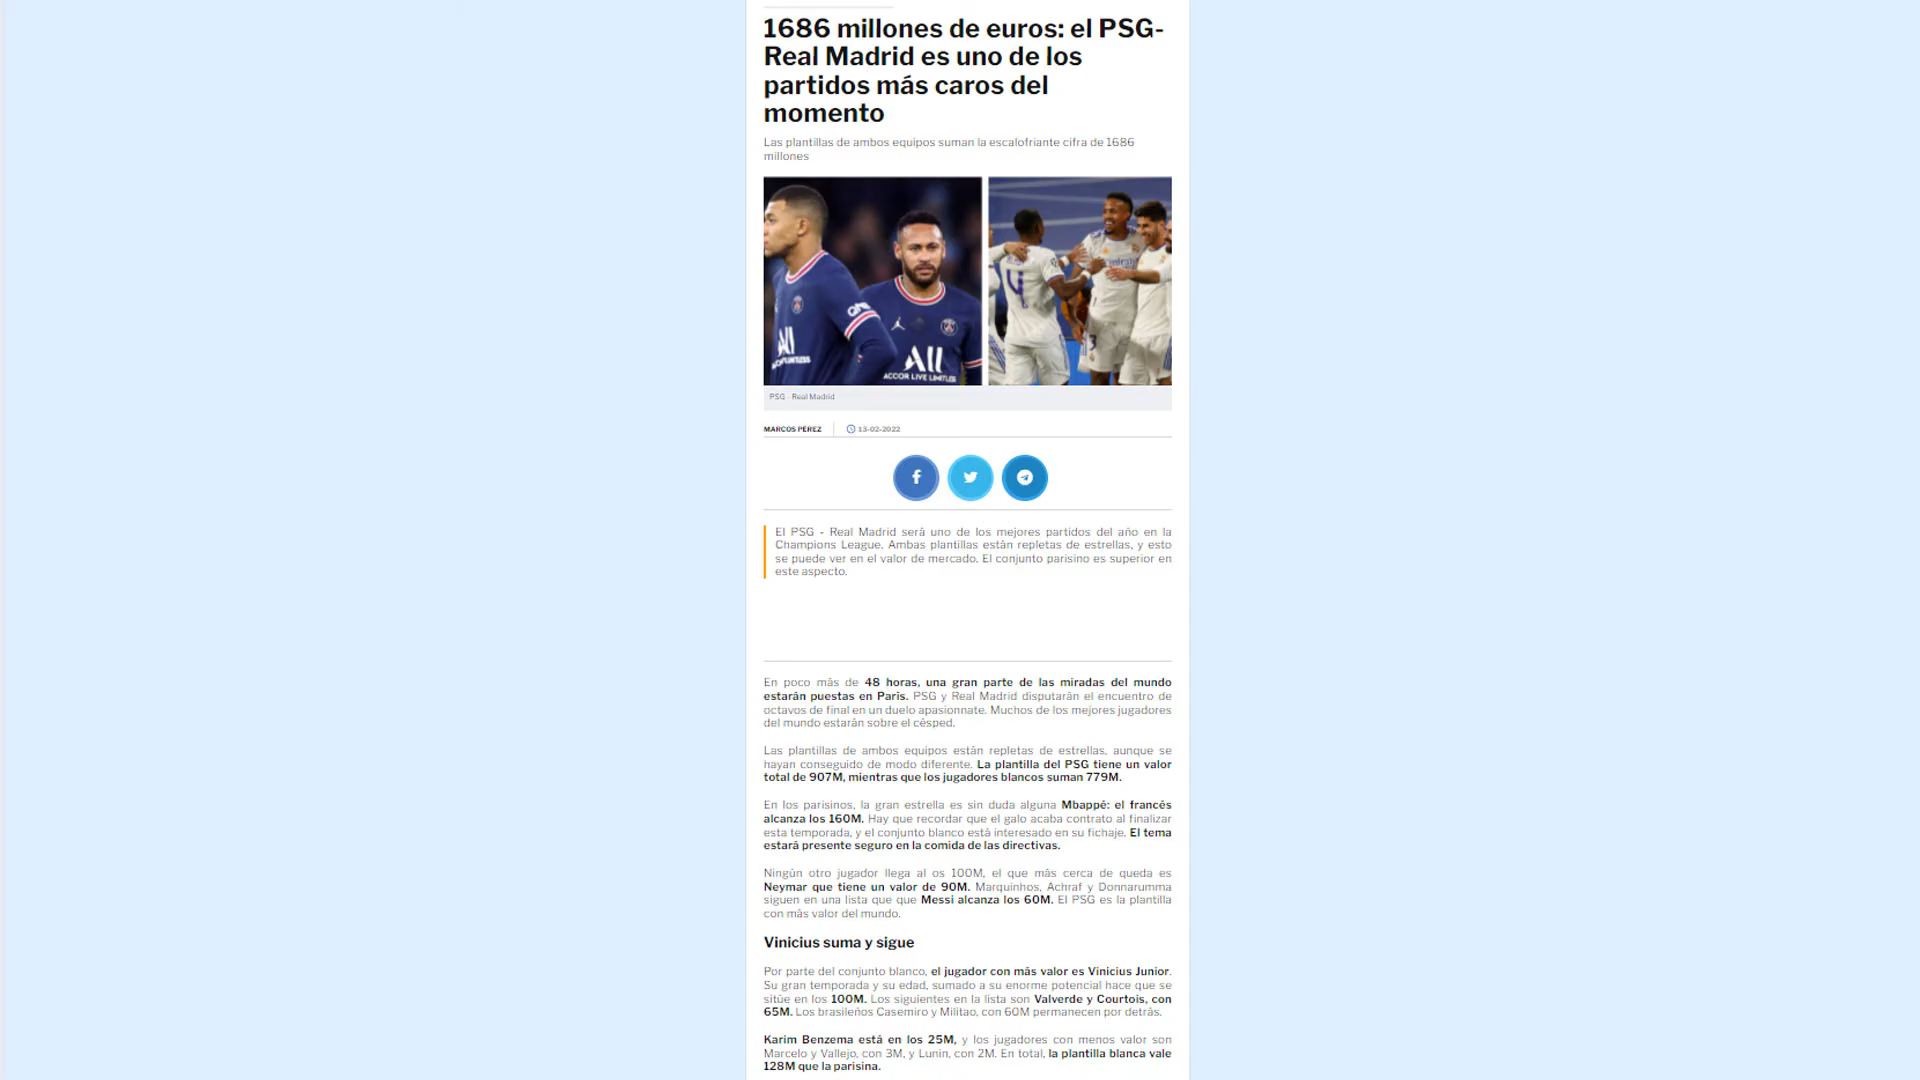 1686 millones de euros: el PSG-
Real Madrid es uno de los
partidos más caros del
momento
Las plantillas de ambos equipos suman la escalofriante cifra de 1686
millones
All
ACCOR LIVE LIMITLESS
4
3
PSG - Real Madrid
MARCOS PÉREZ 13-02-2022
El PSG - Real Madrid será uno de los mejores partidos del año en la
Champions League. Ambas plantillas están repletas de estrellas, y esto
se puede ver en el valor de mercado. El conjunto parisino es superior en
este aspecto.
En poco más de 48 horas, una gran parte de las miradas del mundo
estarán puestas en París. PSG y Real Madrid disputarán el encuentro de
octavos de final en un duelo apasionnate. Muchos de los mejores jugadores
del mundo estarán sobre el césped.
Las plantillas de ambos equipos están repletas de estrellas, aunque se
hayan conseguido de modo diferente. La plantilla del PSG tiene un valor
total de 907M, mientras que los jugadores blancos suman 779M.
En los parisinos, la gran estrella es sin duda alguna Mbappé: el francés
alcanza los 160M. Hay que recordar que el galo acaba contrato al finalizar
esta temporada, y el conjunto blanco está interesado en su fichaje. El tema
estará presente seguro en la comida de las directivas.
Ningún otro jugador llega al os 100M, el que más cerca de queda es
Neymar que tiene un valor de 90M. Marquinhos, Achraf y Donnarumma
siguen en una lista que que Messi alcanza los 60M. El PSG es la plantilla
con más valor del mundo.
Vinicius suma y sigue
Por parte del conjunto blanco, el jugador con más valor es Vinicius Junior.
Su gran temporada y su edad, sumado a su enorme potencial hace que se
sitúe en los 100M. Los siguientes en la lista son Valverde y Courtois, con
65M. Los brasileños Casemiro y Militao, con 60M permanecen por detrás.
Karim Benzema está en los 25M, y los jugadores con menos valor son
Marcelo y Vallejo, con 3M, y Lunin, con 2M. En total, la plantilla blanca vale
128M que la parisina.